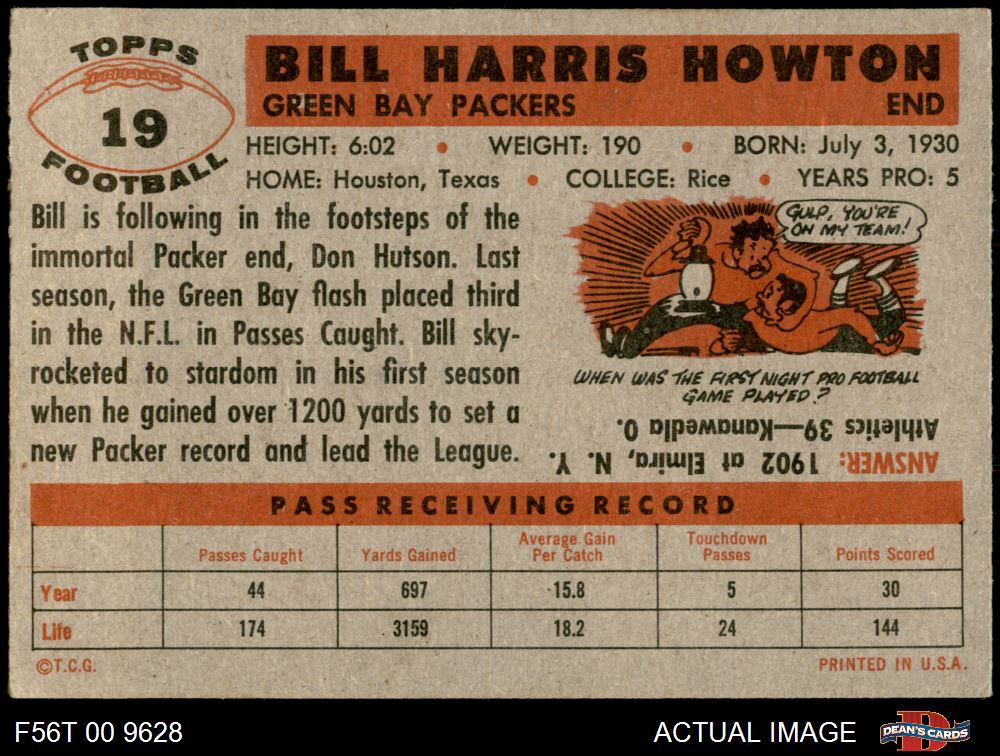 TOPPS
19
FOOTBALL
BILL HARRIS HOWTON
GREEN BAY PACKERS END
HEIGHT: 6:02 • WEIGHT: 190 • BORN: July 3, 1930
HOME: Houston, Texas • COLLEGE: Rice • YEARS PRO: 5
Bill is following in the footsteps of the
immortal Packer end, Don Hutson. Last
season, the Green Bay flash placed third
in the N.F.L. in Passes Caught. Bill sky-
rocketed to stardom in his first season
when he gained over 1200 yards to set a
new Packer record and lead the League.
GULP, YOU'RE
ON MY TEAM!
WHEN WAS THE FIRST NIGHT PRO FOOTBALL
GAME PLAYED?
ANSWER: 1902 at Elmira, N. Y.
Athletics 39—Kanawedla 0.
PASS RECEIVING RECORD
Passes Caught Yards Gained Average Gain Per Catch Touchdown Passes Points Scored
Year 44 697 15.8 5 30
Life 174 3159 18.2 24 144
©T.C.G. PRINTED IN U.S.A.
F56T 00 9628 ACTUAL IMAGE D DEAN'S CARDS